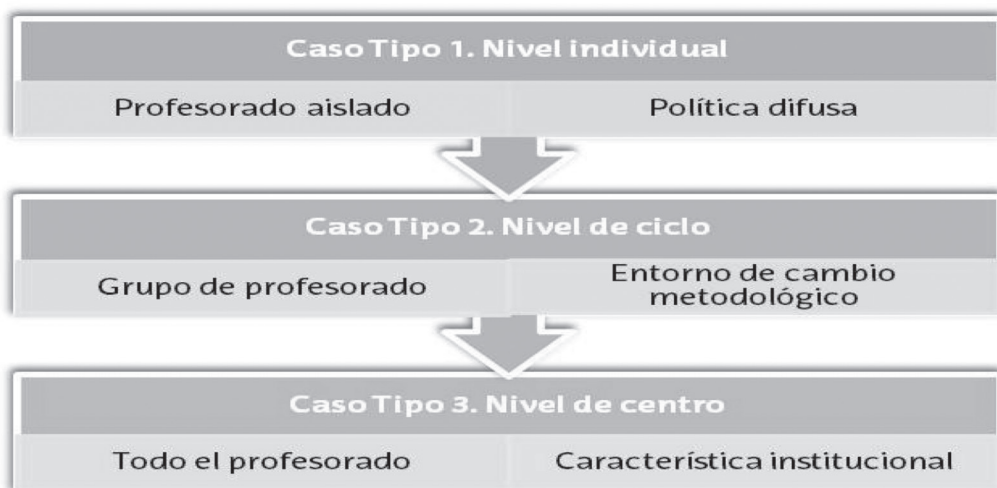 Caso Tipo 1. Nivel individual
Profesorado aislado
Política difusa
Caso Tipo 2. Nivel de ciclo
Grupo de profesorado
Entorno de cambio
metodológico
Caso Tipo 3. Nivel de centro
Todo el profesorado
Característica institucional